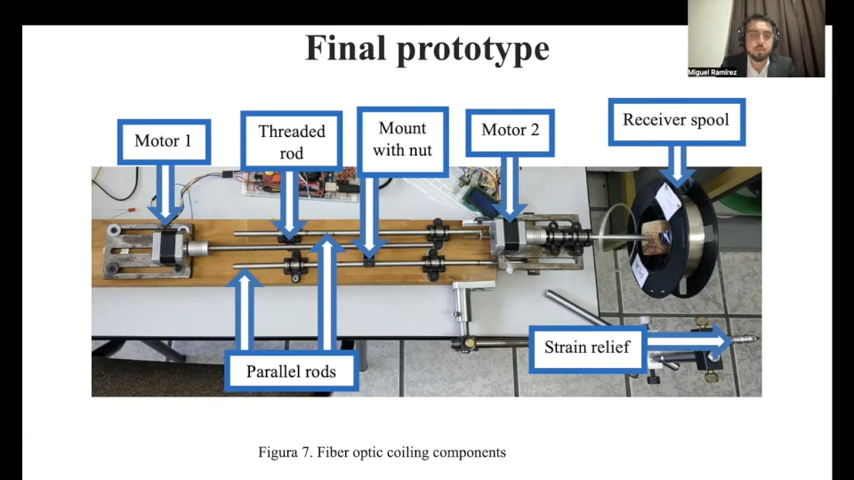 Final prototype
Miguel Ramírez
Motor 1
Threaded
rod
Mount
with nut
Motor 2
Receiver spool
Strain relief
Parallel rods
Figura 7. Fiber optic coiling components